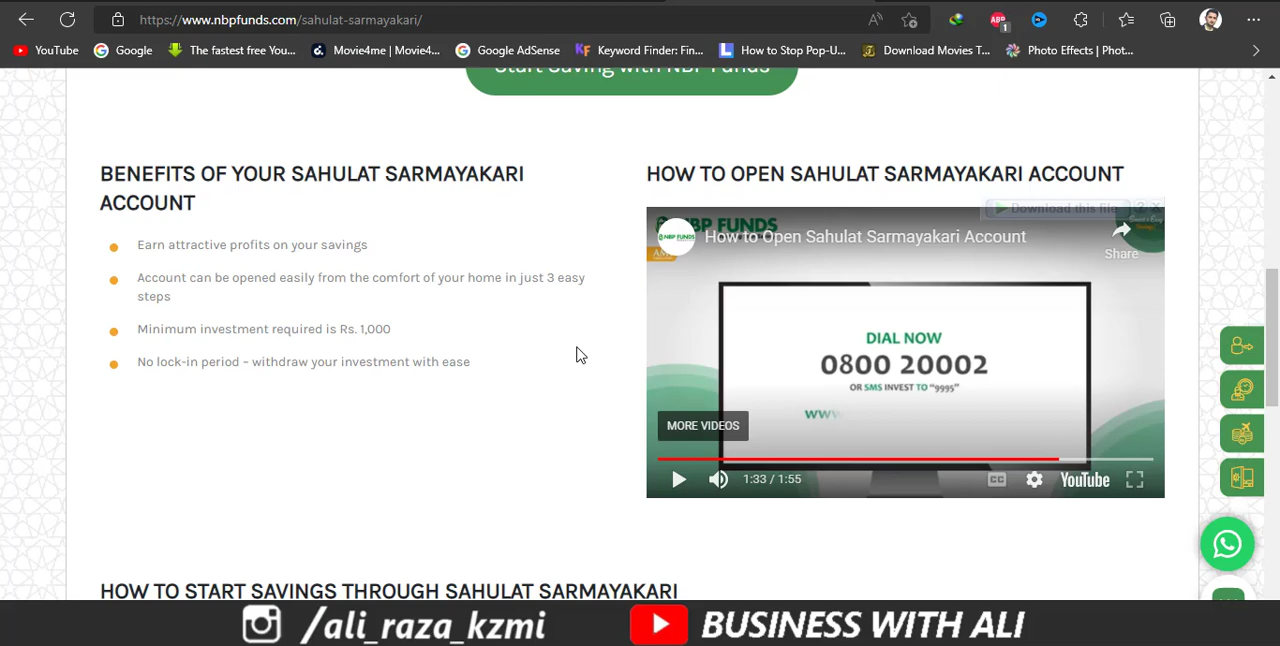 https://www.nbpfunds.com/sahulat-sarmayakari/
YouTube
Google
The fastest free You...
Movie4me | Movie4...
Google AdSense
Keyword Finder: Fin...
How to Stop Pop-U...
Download Movies T...
Photo Effects | Phot...
Start Saving with NBP Funds
BENEFITS OF YOUR SAHULAT SARMAYAKARI
ACCOUNT
Earn attractive profits on your savings
Account can be opened easily from the comfort of your home in just 3 easy
steps
Minimum investment required is Rs. 1,000
No lock-in period – withdraw your investment with ease
HOW TO OPEN SAHULAT SARMAYAKARI ACCOUNT
Download this file
NBP FUNDS
How to Open Sahulat Sarmayakari Account
Share
DIAL NOW
0800 20002
OR SMS INVEST TO "9995"
www
MORE VIDEOS
1:33 / 1:55
CC
YouTube
HOW TO START SAVINGS THROUGH SAHULAT SARMAYAKARI
/ali_raza_kzmi
BUSINESS WITH ALI